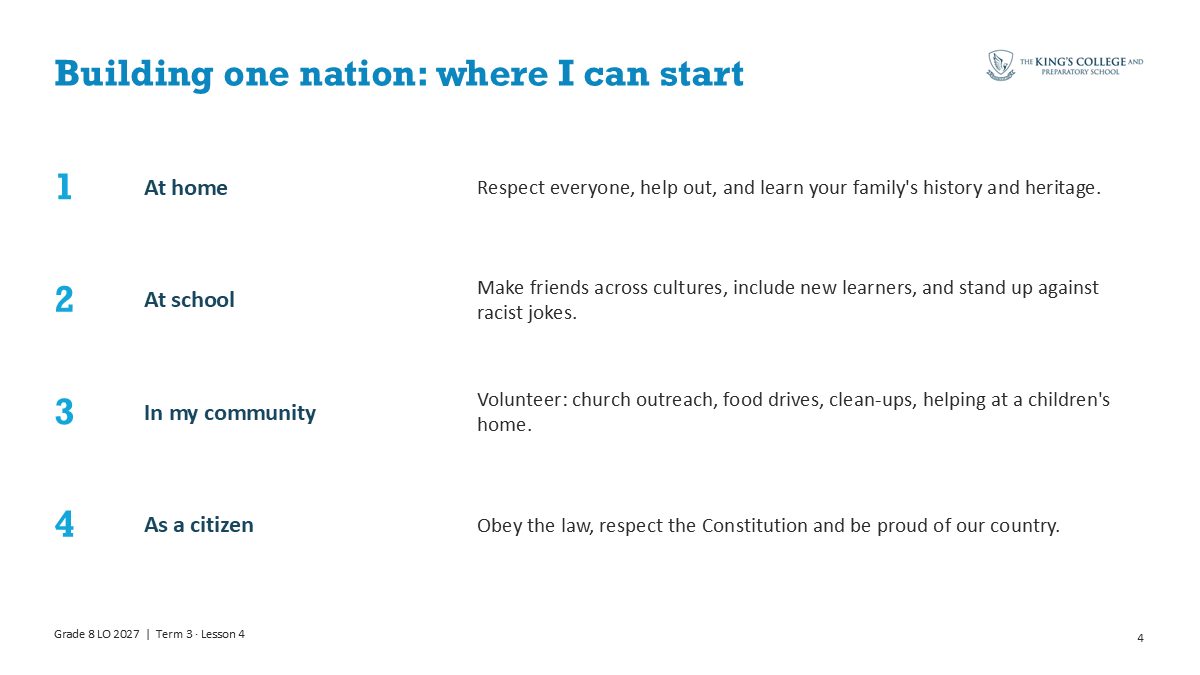 Building one nation: where I can start
THE KING'S COLLEGE AND
PREPARATORY SCHOOL
1
At home
Respect everyone, help out, and learn your family's history and heritage.
2
At school
Make friends across cultures, include new learners, and stand up against
racist jokes.
3
In my community
Volunteer: church outreach, food drives, clean-ups, helping at a children's
home.
4
As a citizen
Obey the law, respect the Constitution and be proud of our country.
Grade 8 LO 2027 | Term 3 · Lesson 4
4